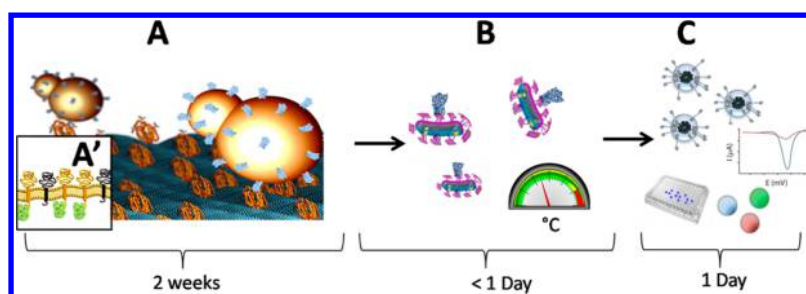 A
B
C
A'
°C
I (µA)
E (mV)
2 weeks
< 1 Day
1 Day